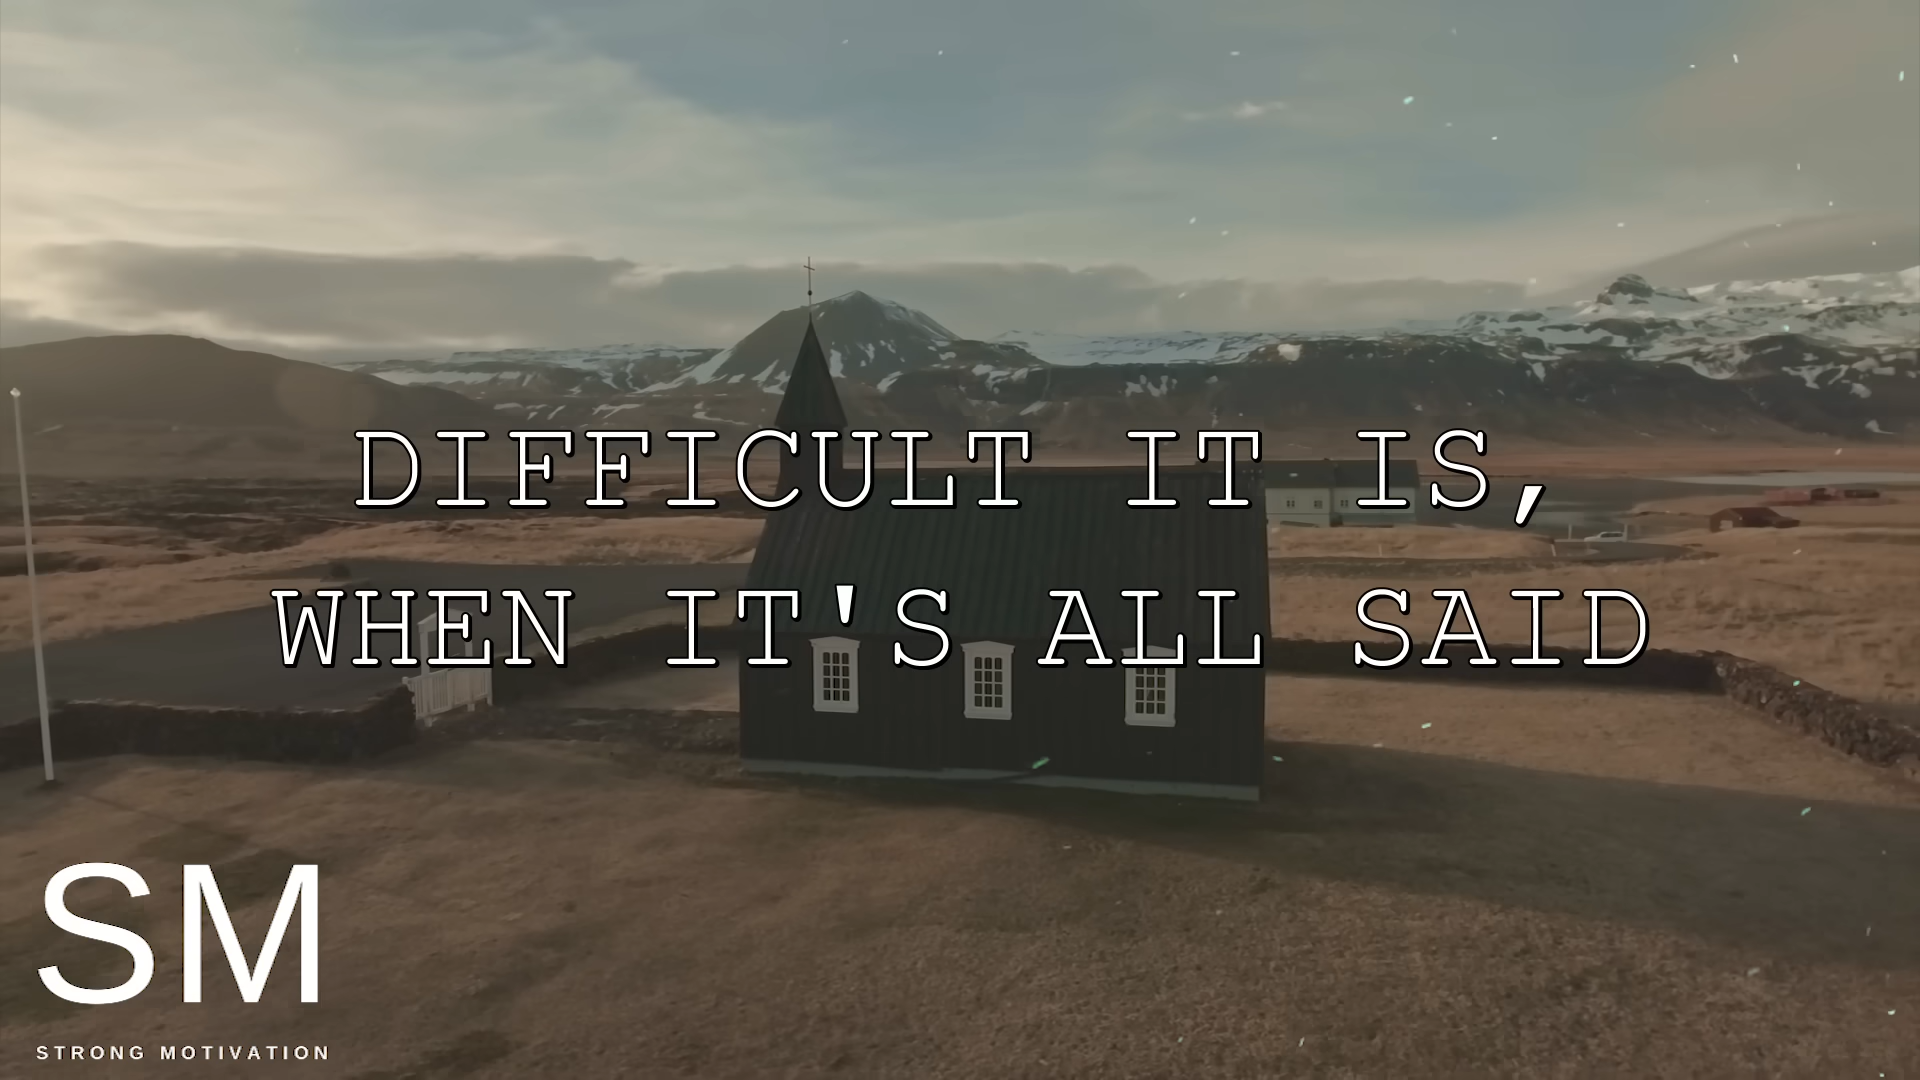 DIFFICULT IT IS,
WHEN IT'S ALL SAID
SM
STRONG MOTIVATION